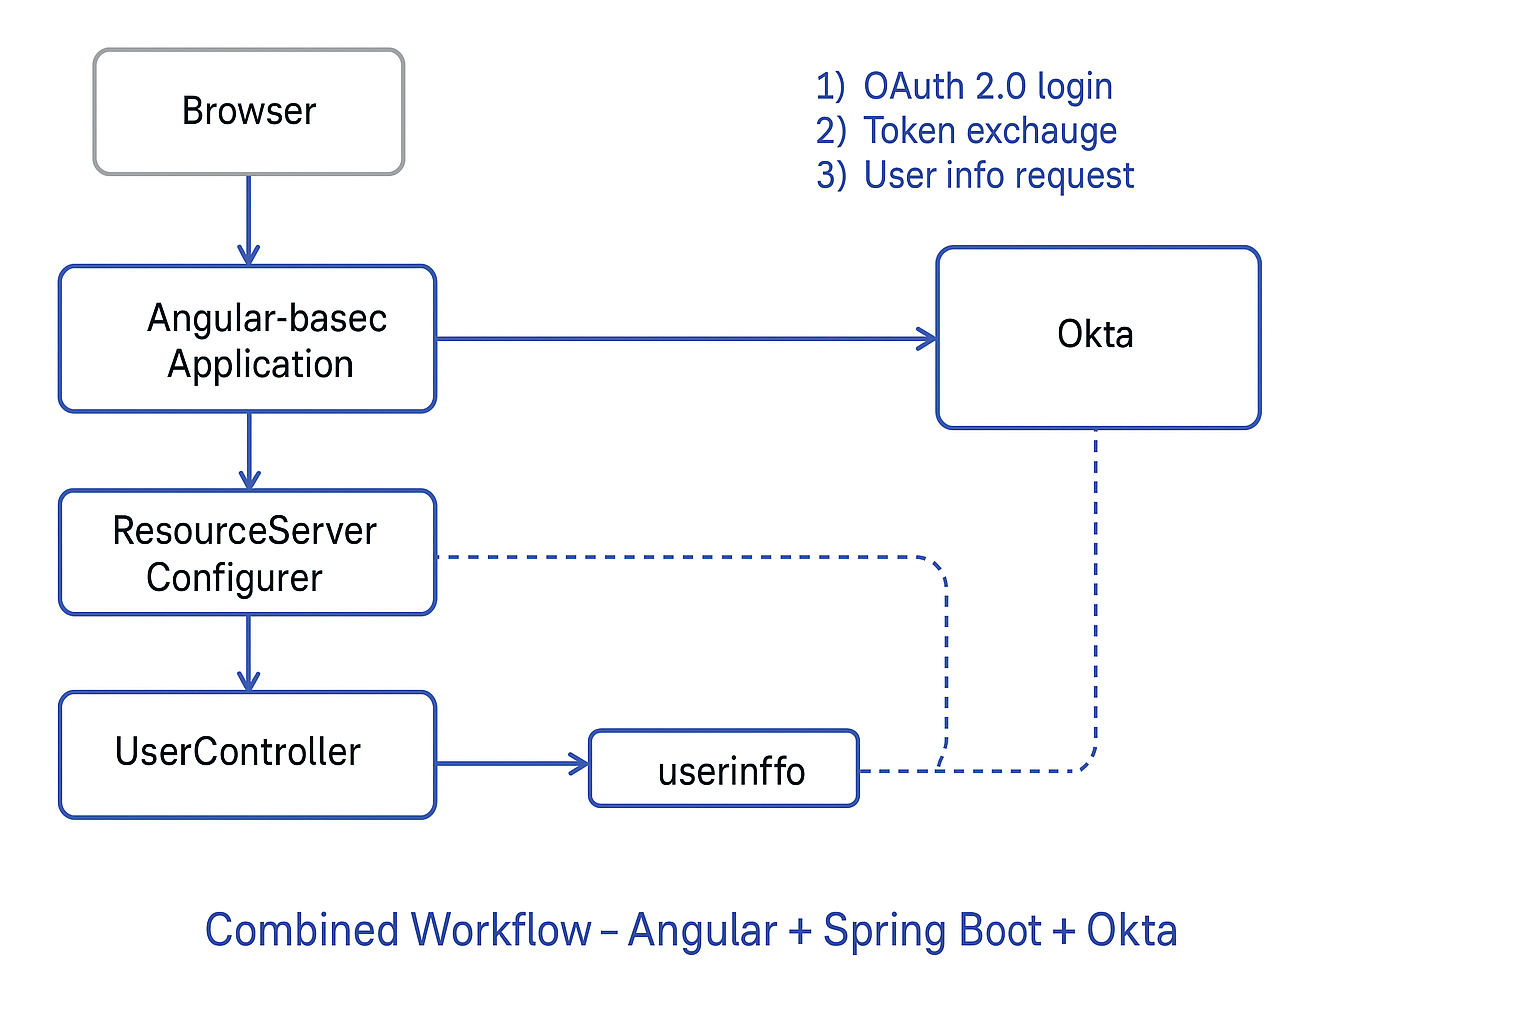 Browser
1) OAuth 2.0 login
2) Token exchauge
3) User info request
Angular-basec
Application
Okta
ResourceServer
Configurer
UserController
userinffo
Combined Workflow – Angular + Spring Boot + Okta